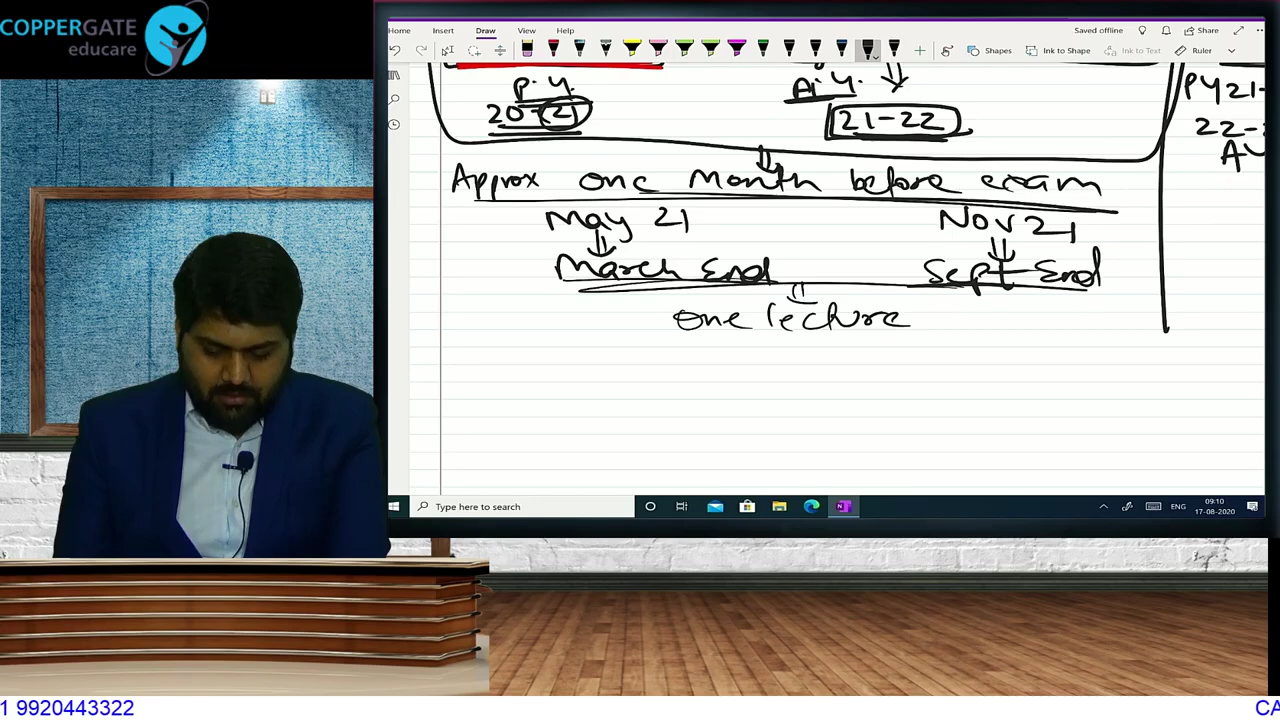 COPPERGATE
educare
Home Insert Draw View Help
Saved offline
Share
Shapes
Ink to Shape
Ink to Text
Ruler
P.Y.
20-21
A.Y.
21-22
PY 21-
22-
Approx one Month before exam
May 21
Nov 21
March End
Sept End
one lecture
Type here to search
ENG
09:10
17-08-2020
1 9920443322
CA